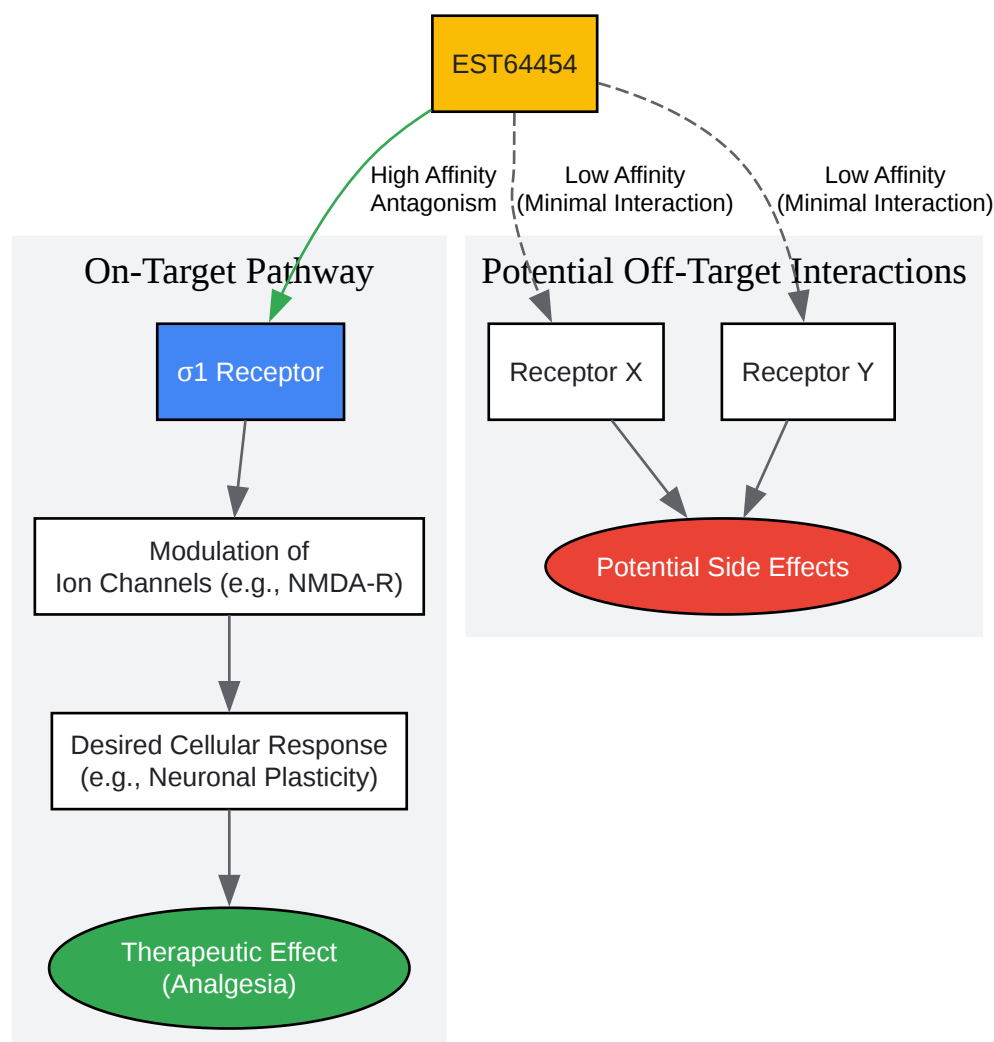 EST64454
High Affinity
Antagonism
Low Affinity
(Minimal Interaction)
Low Affinity
(Minimal Interaction)
On-Target Pathway
Potential Off-Target Interactions
σ1 Receptor
Receptor X
Receptor Y
Modulation of
Ion Channels (e.g., NMDA-R)
Potential Side Effects
Desired Cellular Response
(e.g., Neuronal Plasticity)
Therapeutic Effect
(Analgesia)